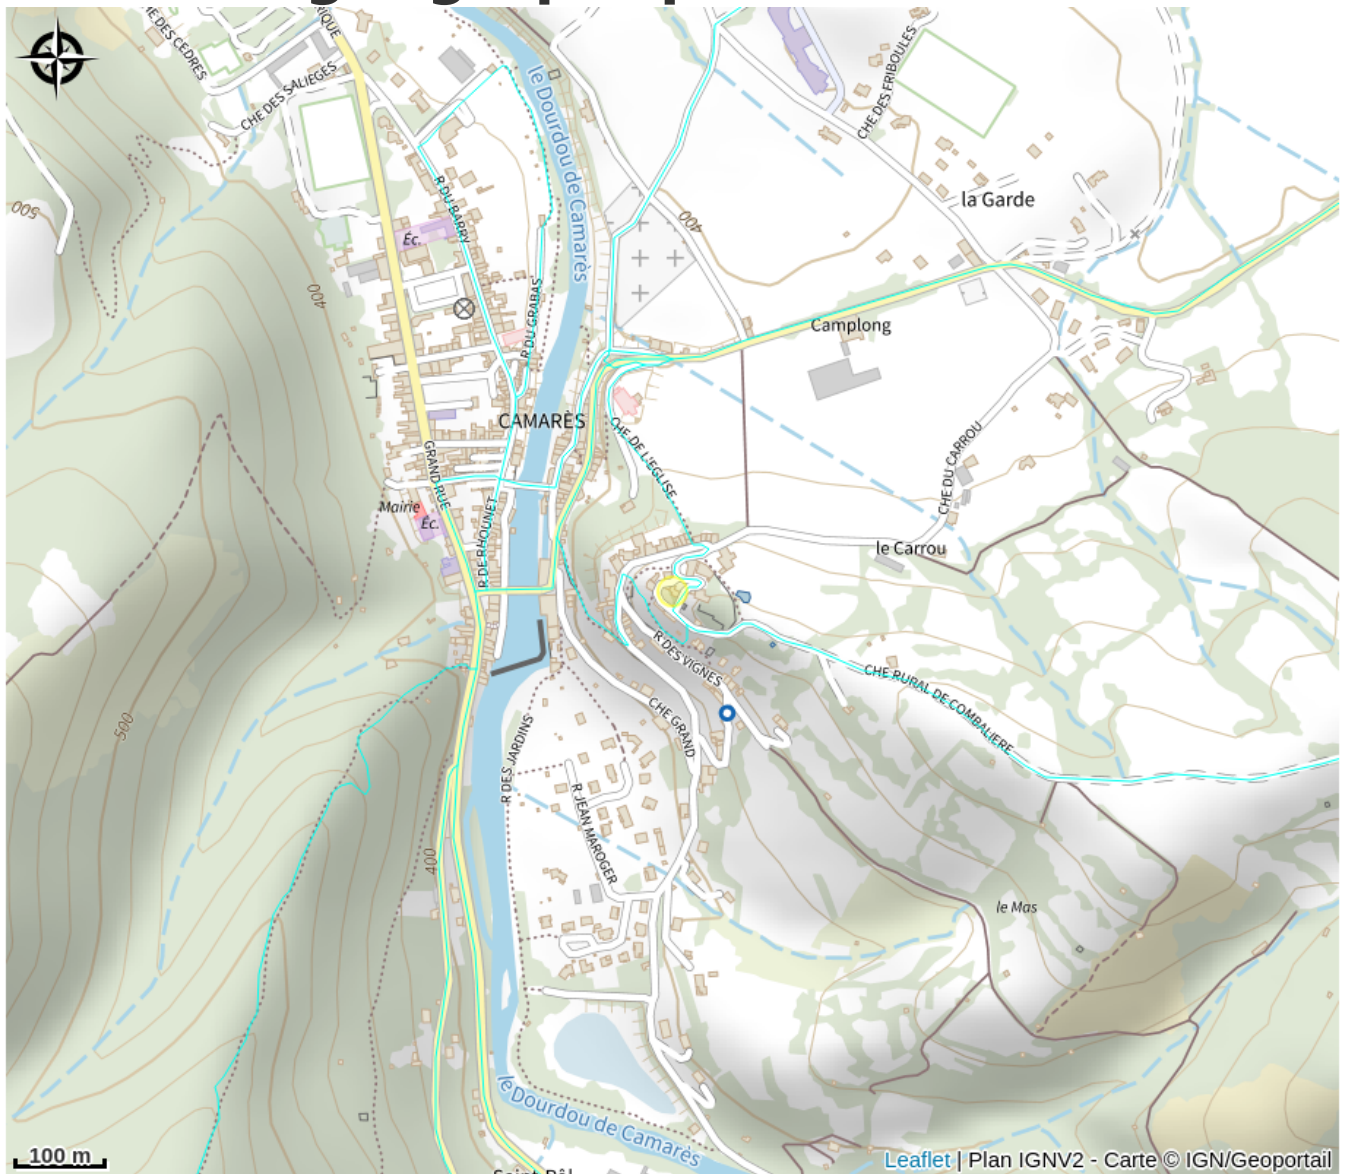 CHE DES CEDRES
RIQUE
CHE DES SALIEGES
le Dourdou de Camarès
CHE DES FRIBOULES
R DU BARRY
Éc.
500
400
400
la Garde
R DU GRABAS
Camplong
CAMARÈS
CHE DE L'EGLISE
GRAND RUE
CHE DU CARROU
Mairie
Éc.
R DE RHOUNET
le Carrou
R DES VIGNES
CHE RURAL DE COMBALIERE
CHE GRAND
500
R DES JARDINS
R JEAN MAROGER
400
le Mas
le Dourdou de Camarès
100 m
Leaflet | Plan IGNV2 - Carte © IGN/Geoportail